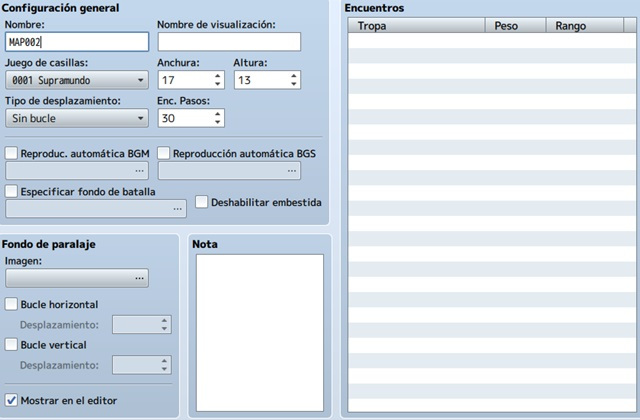 Configuración general
Nombre:
Nombre de visualización:
MAP002
Juego de casillas:
Anchura:
Altura:
0001 Supramundo
17
13
Tipo de desplazamiento:
Enc. Pasos:
Sin bucle
30
Reproduc. automática BGM
Reproducción automática BGS
...
...
Especificar fondo de batalla
...
Deshabilitar embestida
Fondo de paralaje
Imagen:
...
Bucle horizontal
Desplazamiento:
Bucle vertical
Desplazamiento:
Mostrar en el editor
Nota
Encuentros
Tropa
Peso
Rango